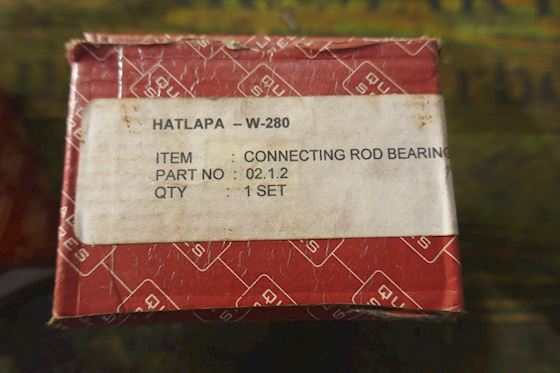 HATLAPA – W-280
ITEM : CONNECTING ROD BEARING
PART NO : 02.1.2
QTY : 1 SET